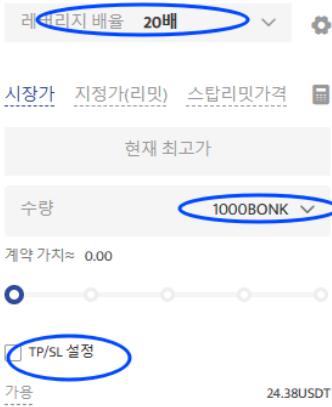 레버리지 배율 20배
시장가 지정가(리밋) 스탑리밋가격
현재 최고가
수량 1000BONK
계약 가치≈ 0.00
TP/SL 설정
가용 24.38USDT